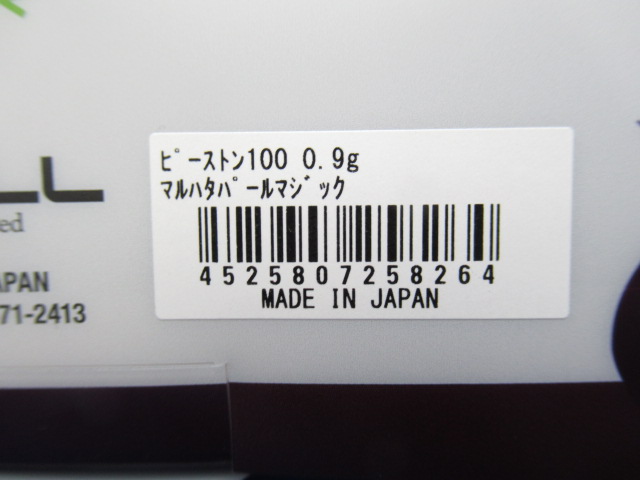 ﾋﾟｰｽﾄﾝ100 0.9g
ﾏﾙﾊﾀﾊﾟｰﾙﾏｼﾞｯｸ
4525807258264
MADE IN JAPAN
LL
ed
APAN
71-2413